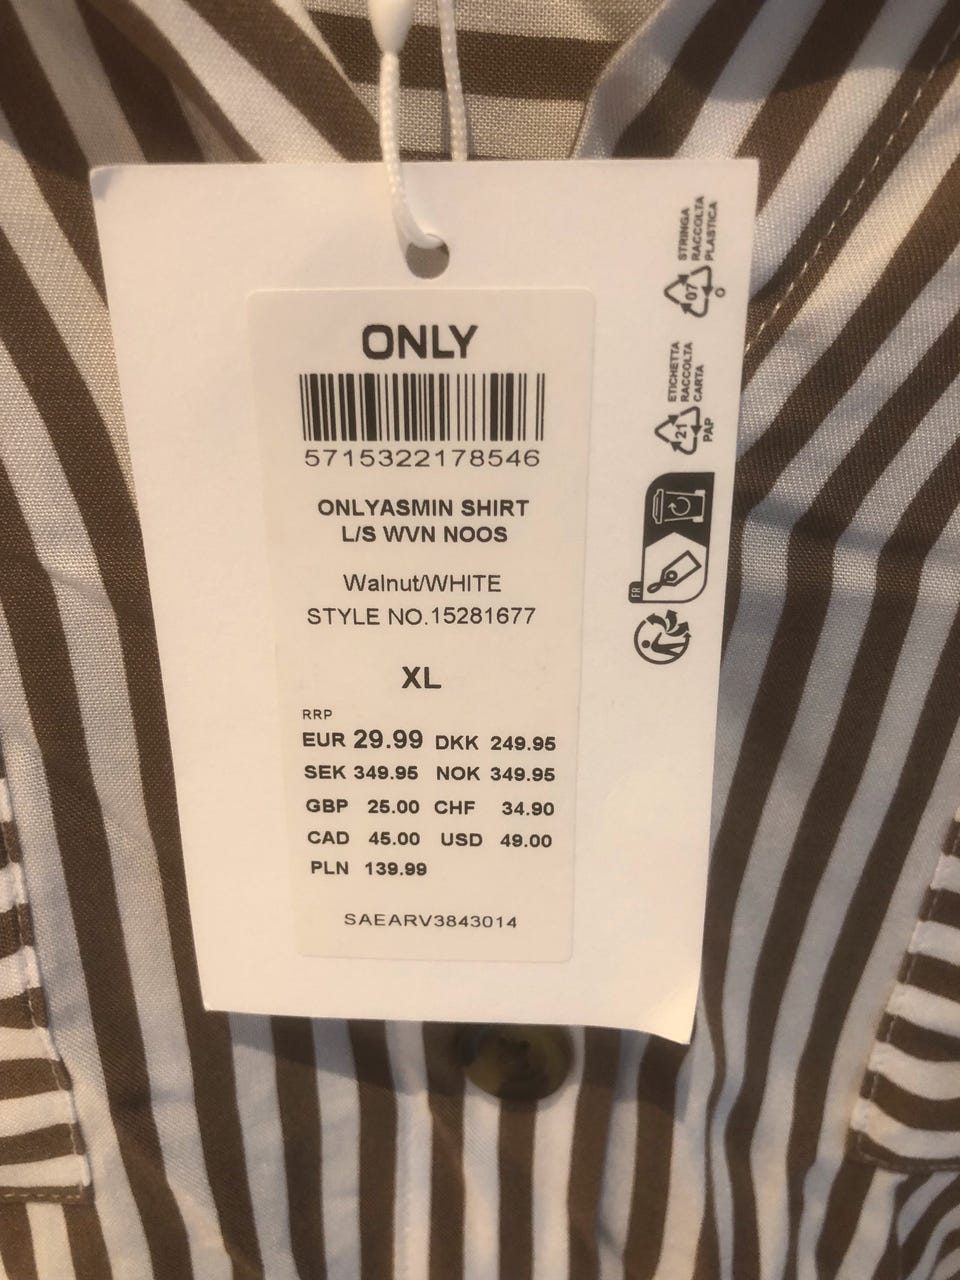 ONLY
5715322178546
ONLYASMIN SHIRT
L/S WVN NOOS
Walnut/WHITE
STYLE NO.15281677
XL
RRP
EUR 29.99 DKK 249.95
SEK 349.95 NOK 349.95
GBP 25.00 CHF 34.90
CAD 45.00 USD 49.00
PLN 139.99
SAEARV3843014
STRINGA
RACCOLTA
PLASTICA
07
O
ETICHETTA
RACCOLTA
CARTA
21
PAP
FR